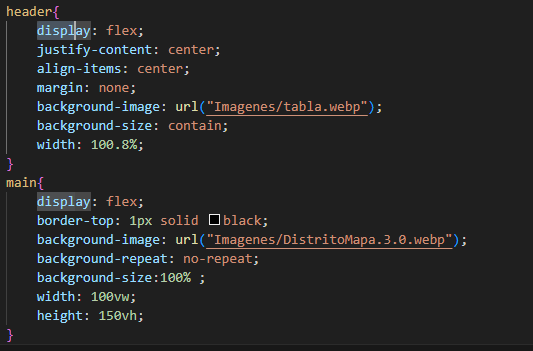 header{
display: flex;
justify-content: center;
align-items: center;
margin: none;
background-image: url("Imagenes/tabla.webp");
background-size: contain;
width: 100.8%;
}
main{
display: flex;
border-top: 1px solid black;
background-image: url("Imagenes/DistritoMapa.3.0.webp");
background-repeat: no-repeat;
background-size:100% ;
width: 100vw;
height: 150vh;
}